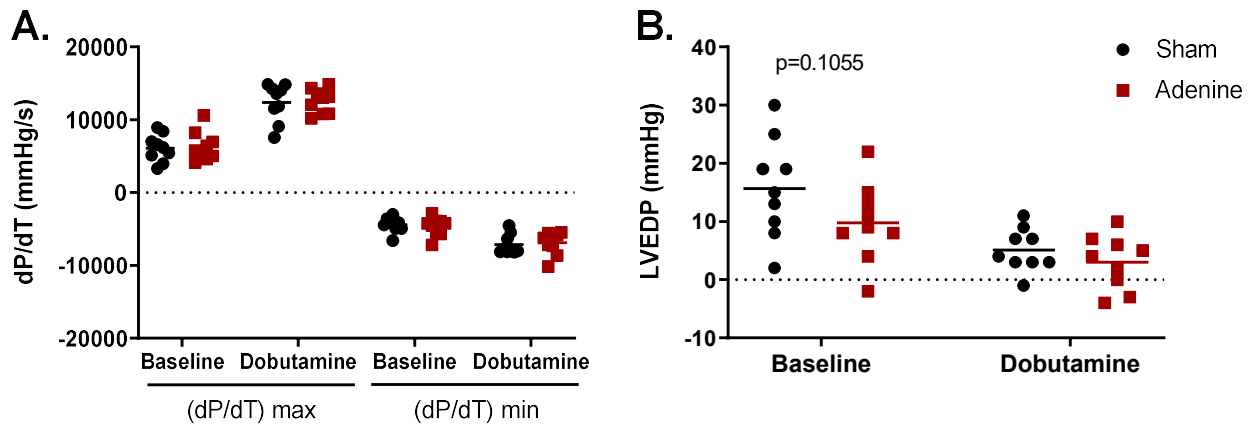 A.
dP/dT (mmHg/s)
20000
10000
0
-10000
-20000
Baseline Dobutamine Baseline Dobutamine
(dP/dT) max (dP/dT) min
B.
LVEDP (mmHg)
40
30
20
10
0
-10
p=0.1055
Sham
Adenine
Baseline Dobutamine